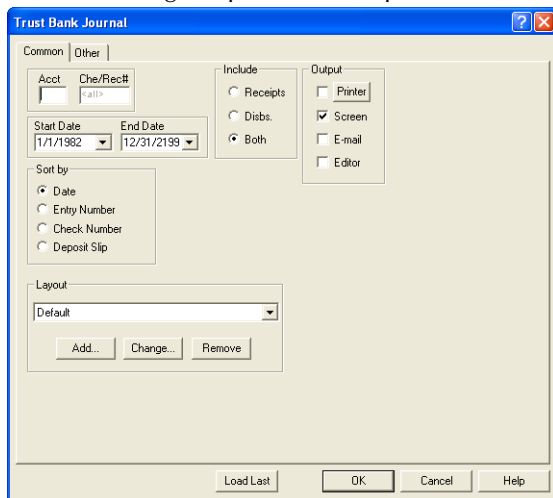 Trust Bank Journal
Common Other
Acct Che/Rec#
<all>
Start Date End Date
1/1/1982 12/31/2199
Sort by
Date
Entry Number
Check Number
Deposit Slip
Include
Receipts
Disbs.
Both
Output
Printer
Screen
E-mail
Editor
Layout
Default
Add... Change... Remove
Load Last OK Cancel Help